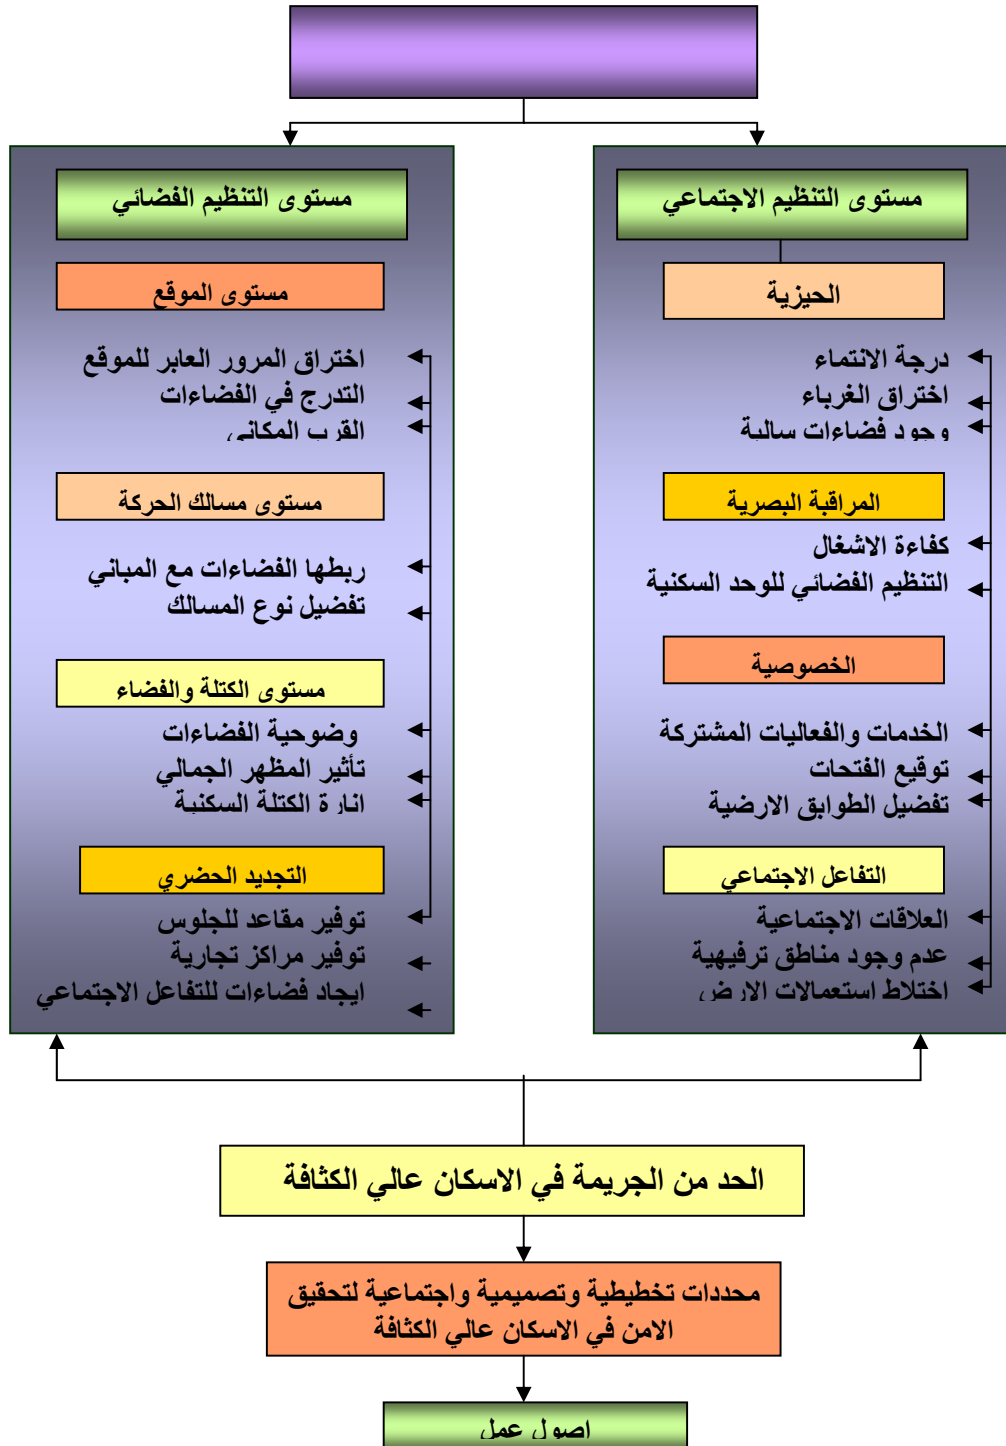 مستوى التنظيم الاجتماعي
الحيزية
درجة الانتماء
اختراق الغرباء
وجود فضاءات سالبة
المراقبة البصرية
كفاءة الاشغال
التنظيم الفضائي للوحد السكنية
الخصوصية
الخدمات والفعاليات المشتركة
توقيع الفتحات
تفضيل الطوابق الارضية
التفاعل الاجتماعي
العلاقات الاجتماعية
عدم وجود مناطق ترفيهية
اختلاط استعمالات الارض
مستوى التنظيم الفضائي
مستوى الموقع
اختراق المرور العابر للموقع
التدرج في الفضاءات
القرب المكاني
مستوى مسالك الحركة
ربطها الفضاءات مع المباني
تفضيل نوع المسالك
مستوى الكتلة والفضاء
وضوحية الفضاءات
تأثير المظهر الجمالي
انارة الكتلة السكنية
التجديد الحضري
توفير مقاعد للجلوس
توفير مراكز تجارية
ايجاد فضاءات للتفاعل الاجتماعي
الحد من الجريمة في الاسكان عالي الكثافة
محددات تخطيطية وتصميمية واجتماعية لتحقيق
الامن في الاسكان عالي الكثافة
اصول عمل